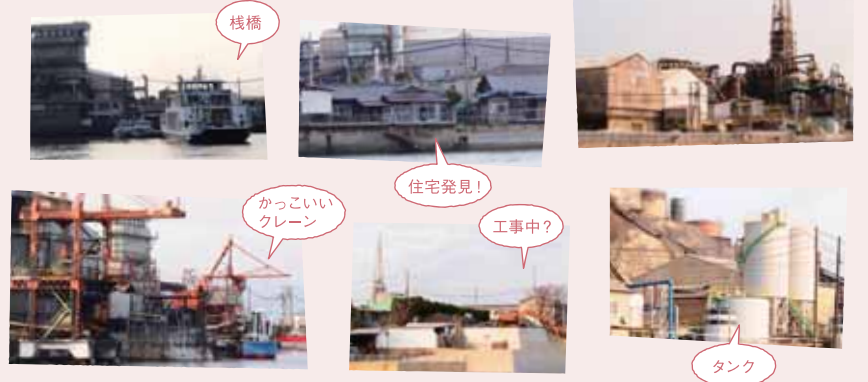 桟橋
住宅発見！
かっこいい
クレーン
工事中？
タンク